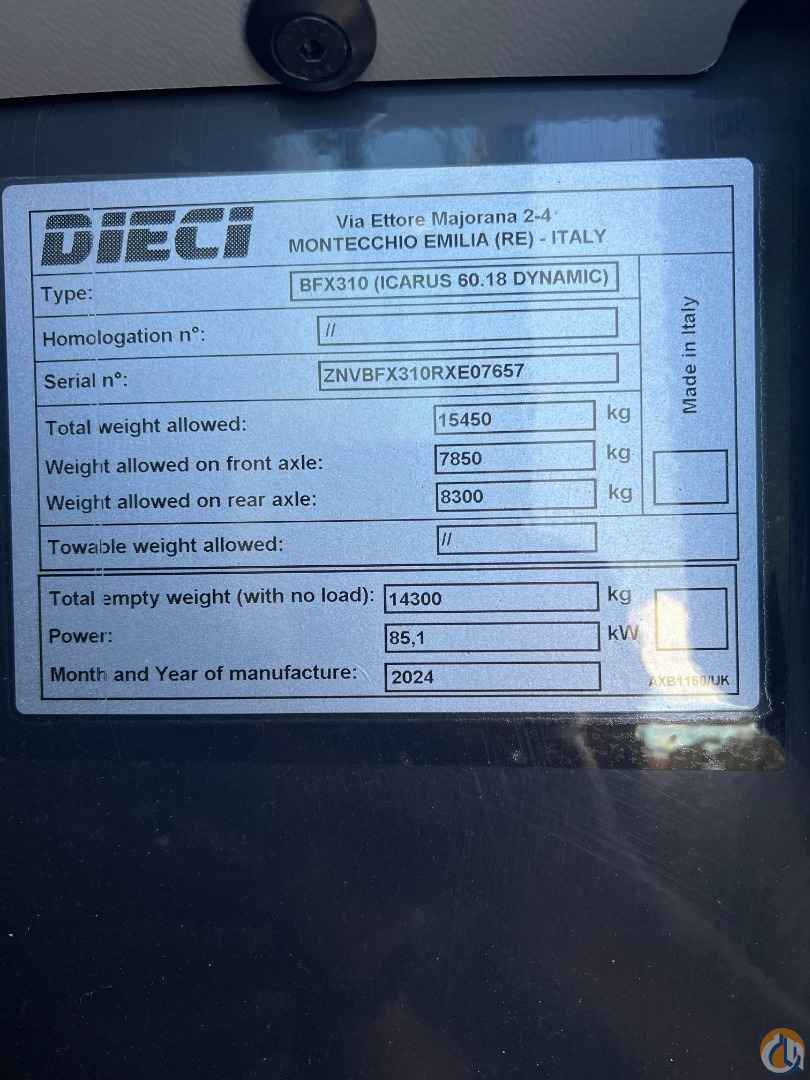 DIECI
Via Ettore Majorana 2-4
MONTECCHIO EMILIA (RE) - ITALY
Type: BFX310 (ICARUS 60.18 DYNAMIC)
Homologation n°: //
Serial n°: ZNVBFX310RXE07657
Made in Italy
Total weight allowed: 15450 kg
Weight allowed on front axle: 7850 kg
Weight allowed on rear axle: 8300 kg
Towable weight allowed: //
Total empty weight (with no load): 14300 kg
Power: 85,1 kW
Month and Year of manufacture: 2024
AXB1160/UK